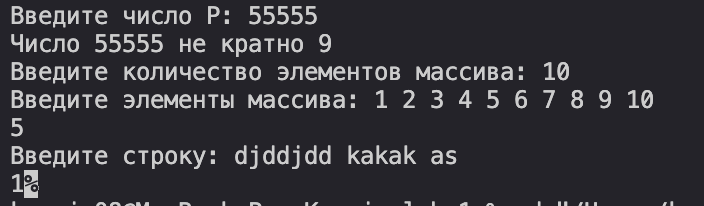 Введите число P: 55555
Число 55555 не кратно 9
Введите количество элементов массива: 10
Введите элементы массива: 1 2 3 4 5 6 7 8 9 10
5
Введите строку: djddjdd kakak as
1%